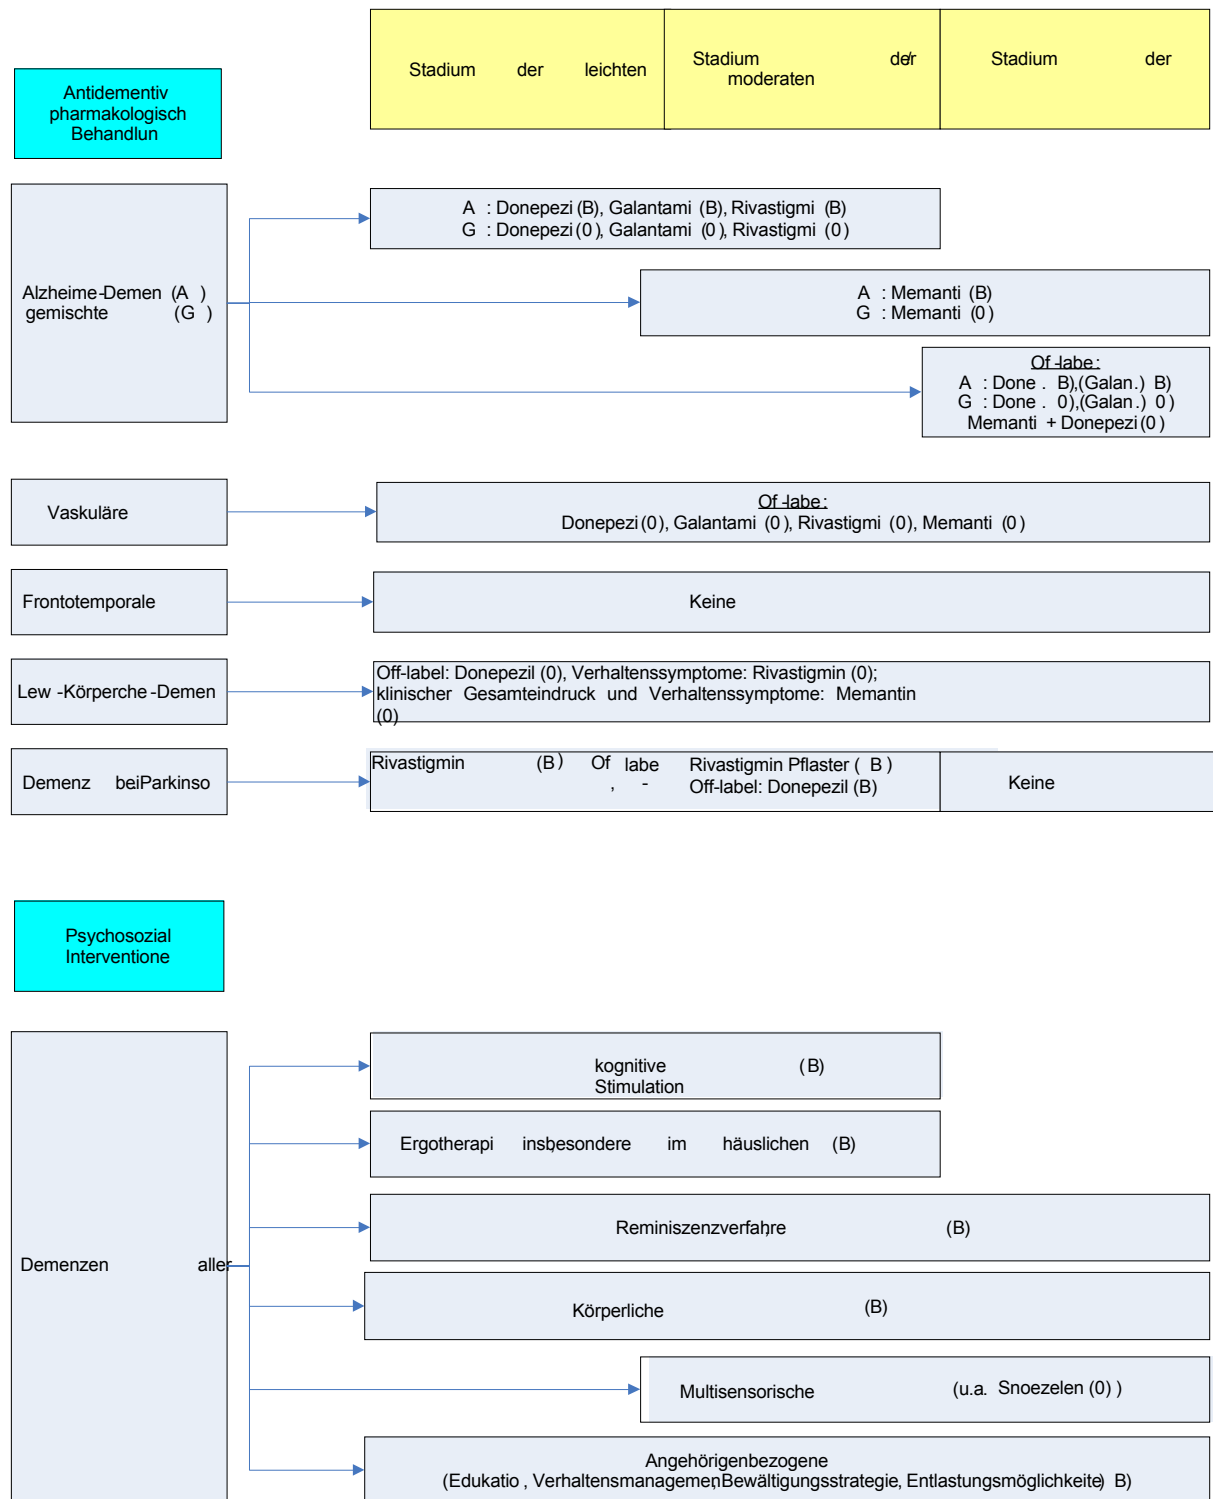 Stadium der leichten
Stadium der
moderaten
Stadium der
Antidementiv
pharmakologisch
Behandlun
Alzheime-Demen (A )
gemischte (G )
A : Donepezi (B), Galantami (B), Rivastigmi (B)
G : Donepezi (0), Galantami (0), Rivastigmi (0)
A : Memanti (B)
G : Memanti (0)
Of-labe:
A : Done . B),(Galan.) B)
G : Done . 0),(Galan.) 0)
Memanti + Donepezi (0)
Vaskuläre
Of-labe:
Donepezi (0), Galantami (0), Rivastigmi (0), Memanti (0)
Frontotemporale
Keine
Lew -Körperche -Demen
Off-label: Donepezil (0), Verhaltenssymptome: Rivastigmin (0);
klinischer Gesamteindruck und Verhaltenssymptome: Memantin
(0)
Demenz beiParkinso
Rivastigmin (B) , Of - labe
Rivastigmin Pflaster ( B )
Off-label: Donepezil (B)
Keine
Psychosozial
Interventione
Demenzen aller
kognitive (B)
Stimulation
Ergotherapi insbesondere im häuslichen (B)
Reminiszenzverfahre, (B)
Körperliche (B)
Multisensorische (u.a. Snoezelen (0) )
Angehörigenbezogene
(Edukatio , Verhaltensmanagemen, Bewältigungsstrategie, Entlastungsmöglichkeite) B)